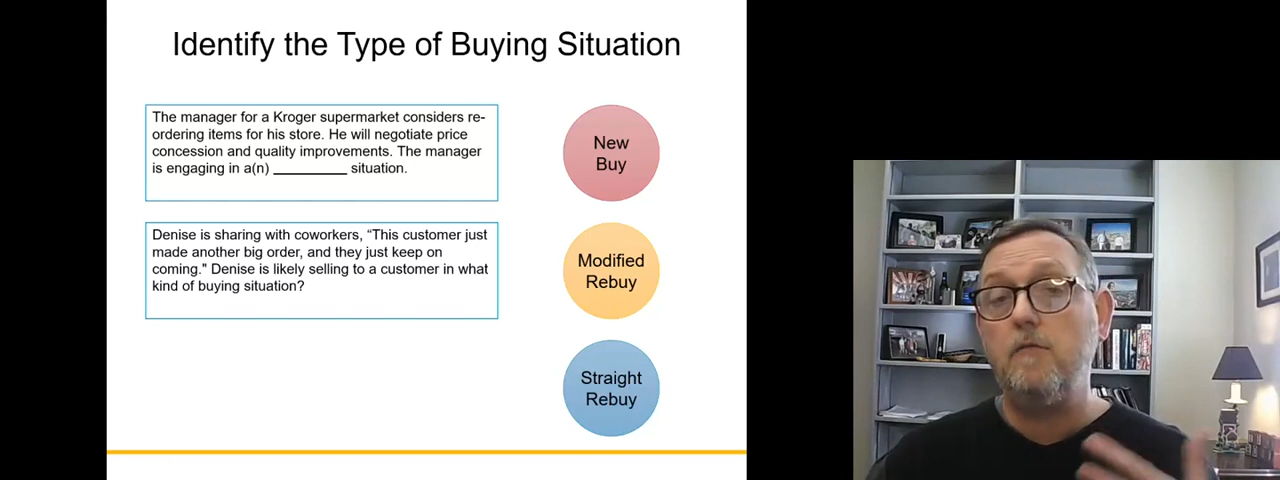 Identify the Type of Buying Situation
The manager for a Kroger supermarket considers re-
ordering items for his store. He will negotiate price
concession and quality improvements. The manager
is engaging in a(n) __________ situation.
New
Buy
Denise is sharing with coworkers, “This customer just
made another big order, and they just keep on
coming." Denise is likely selling to a customer in what
kind of buying situation?
Modified
Rebuy
Straight
Rebuy